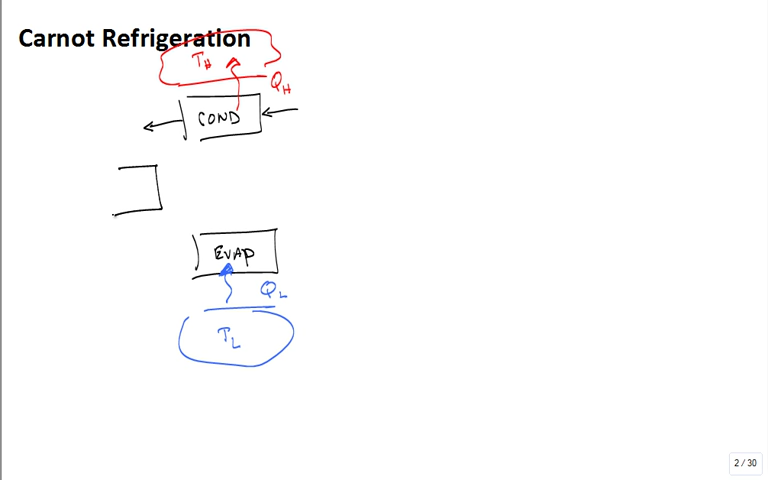 Carnot Refrigeration
T_H
Q_H
COND
EVAP
Q_L
T_L
2 / 30